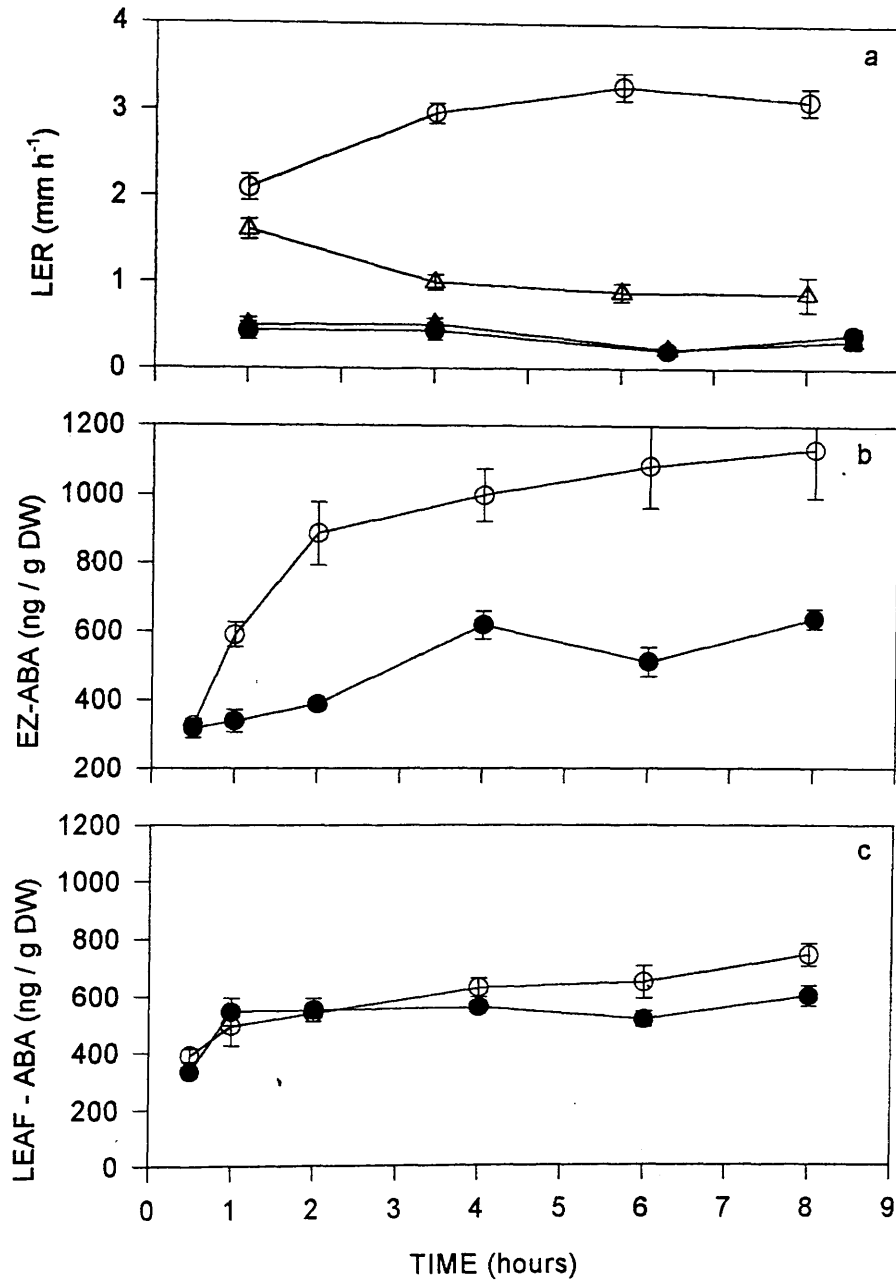 a
4
3
2
1
0
LER (mm h⁻¹)
b
1200
1000
800
600
400
200
EZ-ABA (ng / g DW)
c
1200
1000
800
600
400
200
0
LEAF - ABA (ng / g DW)
0 1 2 3 4 5 6 7 8 9
TIME (hours)